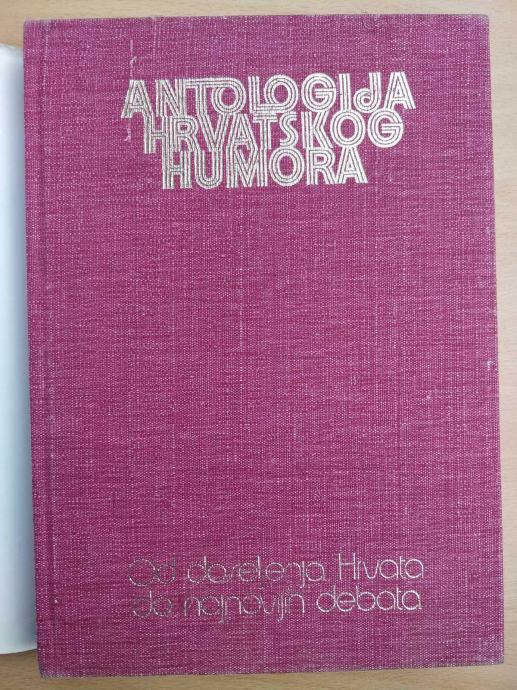 ANTOLOGIJA
HRVATSKOG
HUMORA
Od doseljenja Hrvata
do najnovijih debata